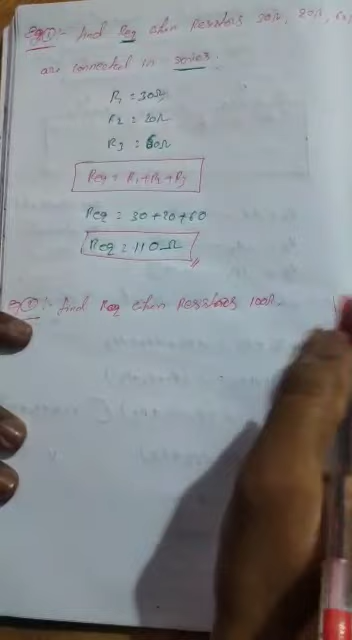 Eg①:- find Req when Resistors 30Ω, 20Ω, 60
are connected in series.
R1 = 30Ω
R2 = 20Ω
R3 = 60Ω
Req = R1+R2+R3
Req = 30+20+60
Req = 110Ω
Eg②:- find Req when Resistors 100Ω.